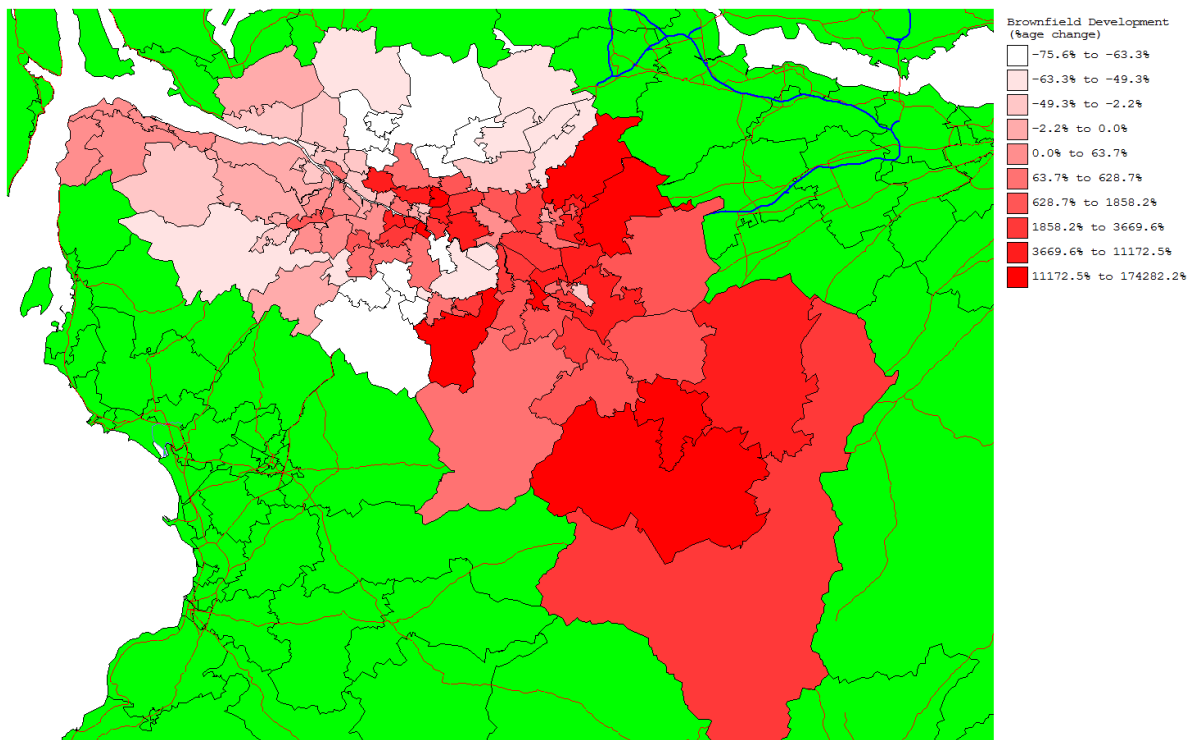 Brownfield Development
(%age change)
-75.6% to -63.3%
-63.3% to -49.3%
-49.3% to -2.2%
-2.2% to 0.0%
0.0% to 63.7%
63.7% to 628.7%
628.7% to 1858.2%
1858.2% to 3669.6%
3669.6% to 11172.5%
11172.5% to 174282.2%